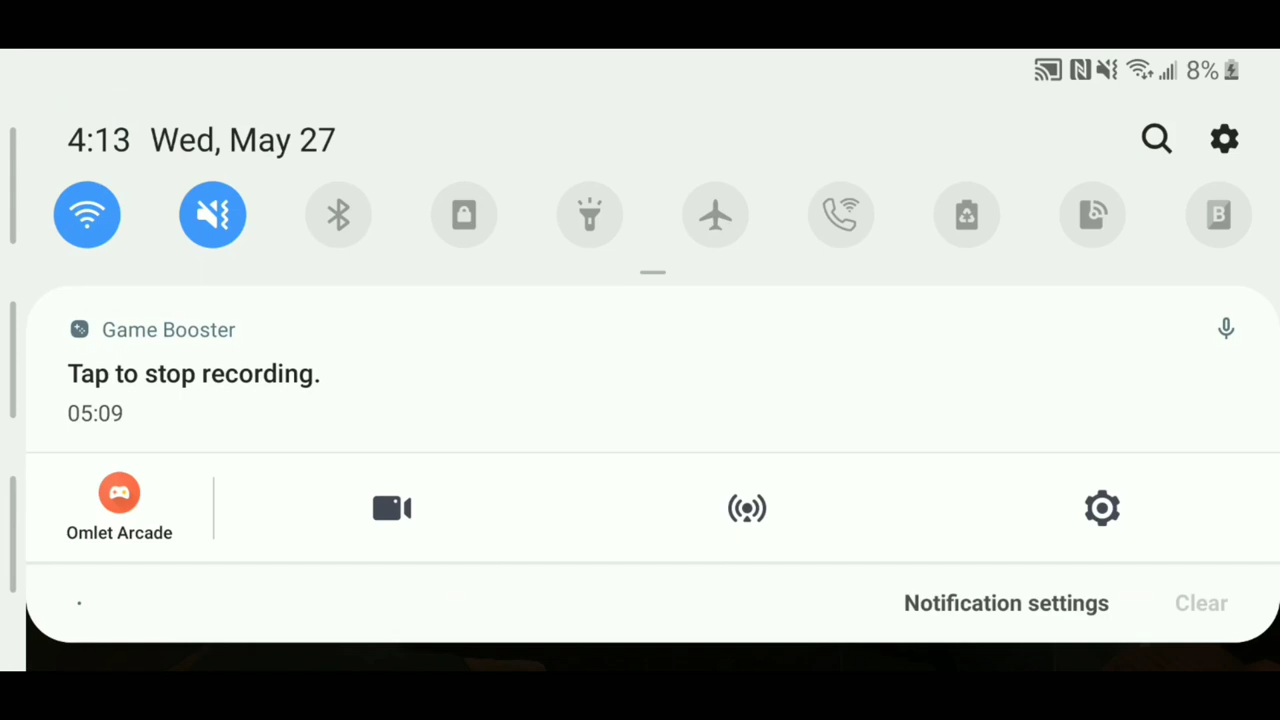 8%
4:13 Wed, May 27
B
Game Booster
Tap to stop recording.
05:09
Omlet Arcade
Notification settings
Clear